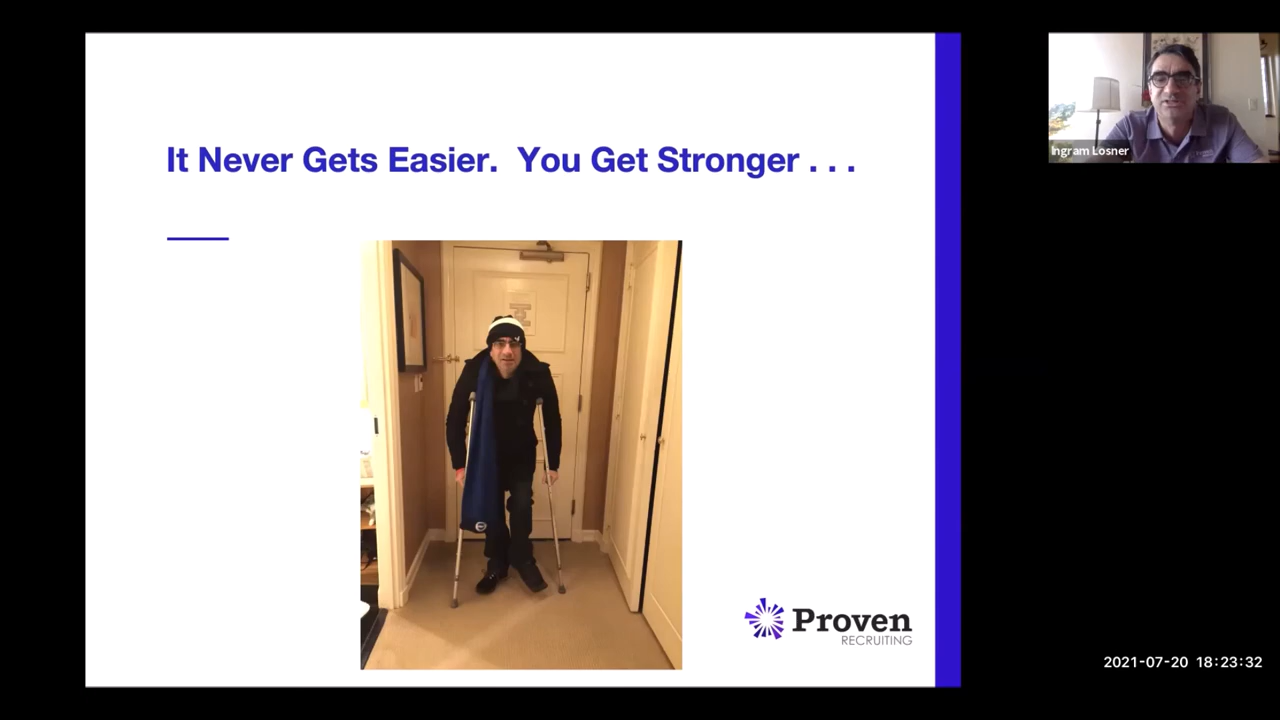 It Never Gets Easier.  You Get Stronger . . .
Ingram Losner
Proven
RECRUITING
2021-07-20 18:23:32